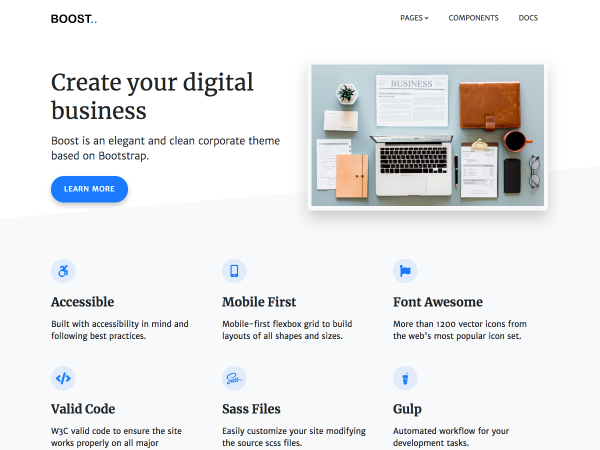 BOOST..
PAGES
COMPONENTS
DOCS
Create your digital
business
Boost is an elegant and clean corporate theme
based on Bootstrap.
LEARN MORE
BUSINESS
Accessible
Built with accessibility in mind and
following best practices.
Mobile First
Mobile-first flexbox grid to build
layouts of all shapes and sizes.
Font Awesome
More than 1200 vector icons from
the web's most popular icon set.
Valid Code
W3C valid code to ensure the site
works properly on all major
Sass
Sass Files
Easily customize your site modifying
the source scss files.
Gulp
Automated workflow for your
development tasks.